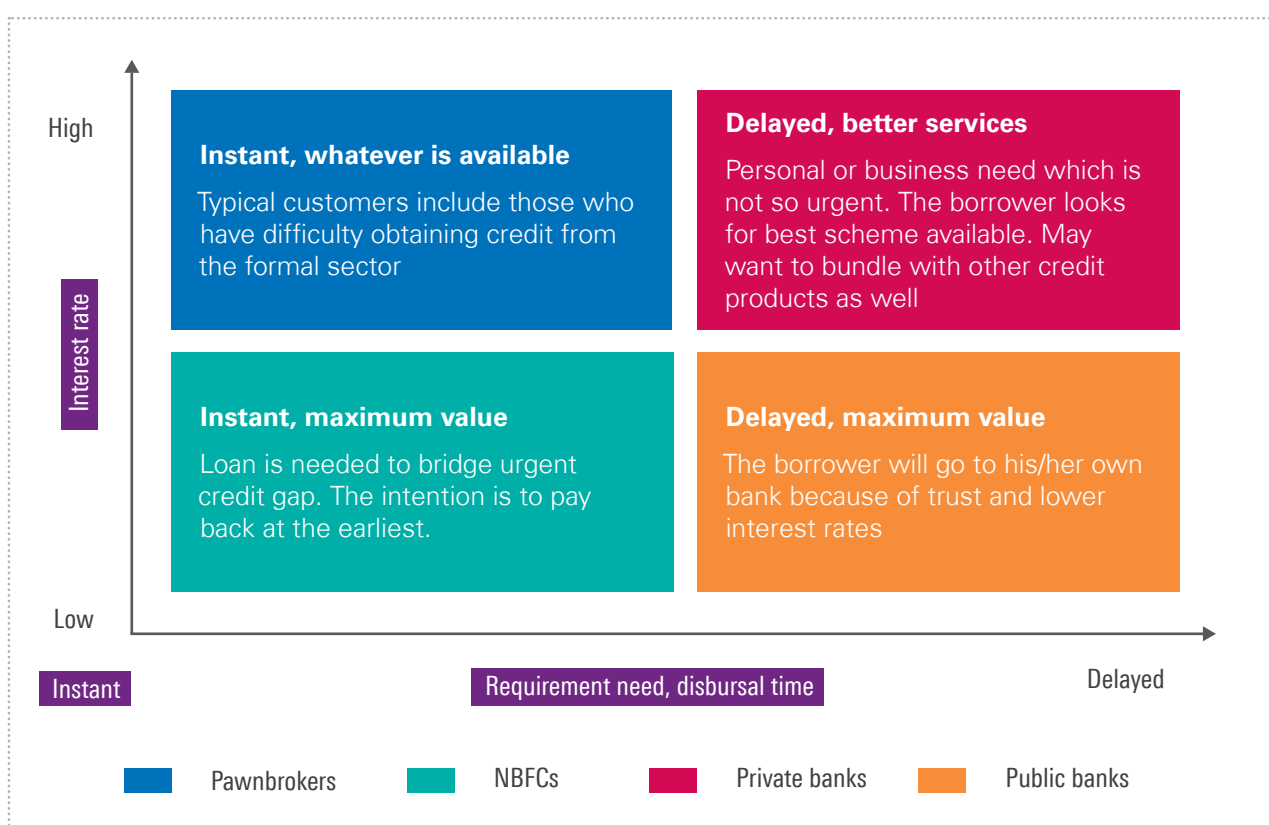 High
Instant, whatever is available
Typical customers include those who
have difficulty obtaining credit from
the formal sector
Delayed, better services
Personal or business need which is
not so urgent. The borrower looks
for best scheme available. May
want to bundle with other credit
products as well
Interest rate
Instant, maximum value
Loan is needed to bridge urgent
credit gap. The intention is to pay
back at the earliest.
Delayed, maximum value
The borrower will go to his/her own
bank because of trust and lower
interest rates
Low
Instant
Requirement need, disbursal time
Delayed
Pawnbrokers
NBFCs
Private banks
Public banks